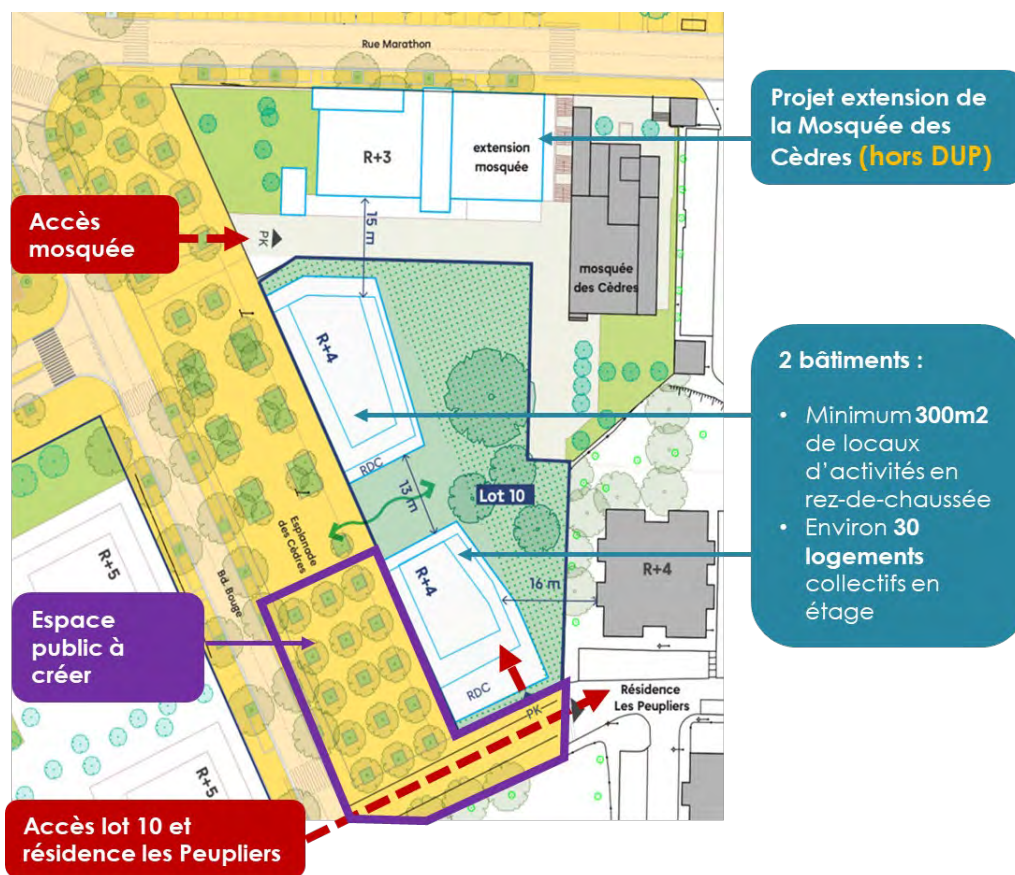 Rue Marathon
Projet extension de
la Mosquée des
Cèdres (hors DUP)
R+3
extension
mosquée
Accès
mosquée
PK
15 m
mosquée
des Cèdres
R+4
2 bâtiments :
• Minimum 300m2
de locaux
d'activités en
rez-de-chaussée
• Environ 30
logements
collectifs en
étage
RDC
13 m
Lot 10
Esplanade
des Cèdres
R+5
Bd. Bouge
R+4
16 m
R+4
Espace
public à
créer
RDC
PK
Résidence
Les Peupliers
R+5
Accès lot 10 et
résidence les Peupliers